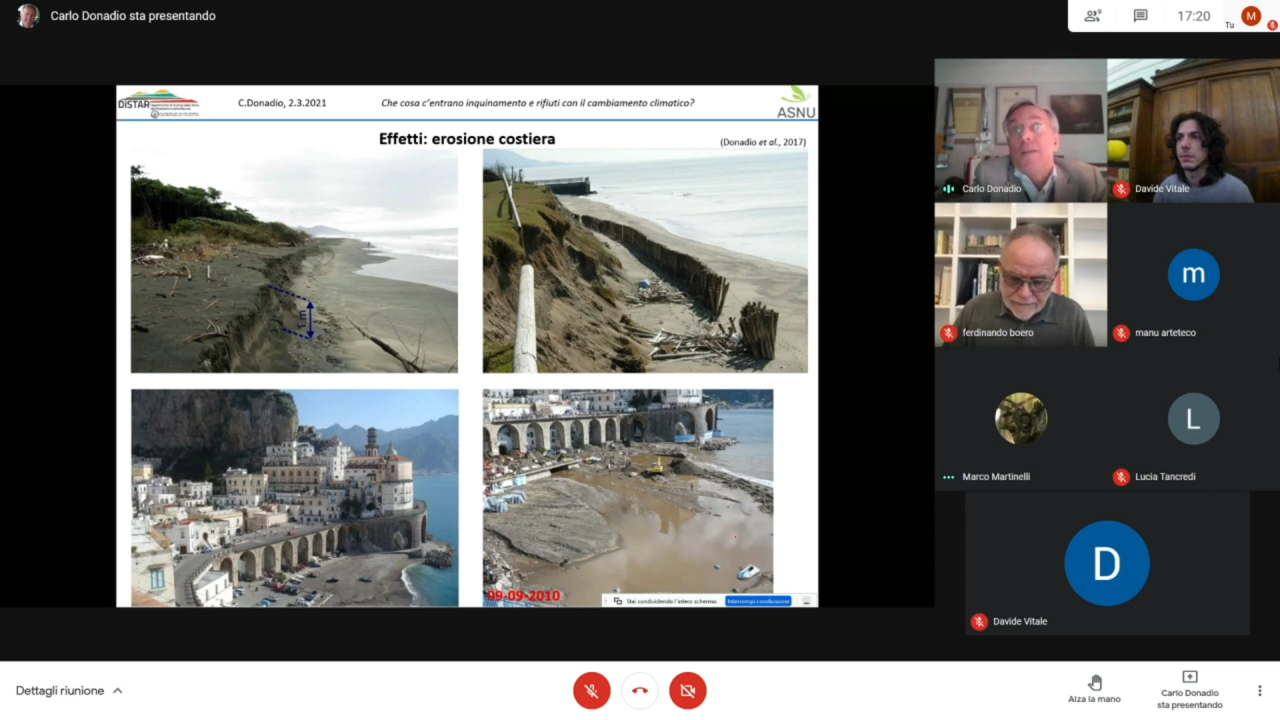 Carlo Donadio sta presentando
9
17:20
Tu
M
DiSTAR
C.Donadio, 2.3.2021
Che cosa c'entrano inquinamento e rifiuti con il cambiamento climatico?
ASNU
Effetti: erosione costiera
(Donadio et al., 2017)
09-09-2010
Stai condividendo l'intero schermo.
Interrompi condivisione
Carlo Donadio
Davide Vitale
ferdinando boero
m
manu arteteco
Marco Martinelli
L
Lucia Tancredi
D
Davide Vitale
Dettagli riunione
Alza la mano
Carlo Donadio
sta presentando